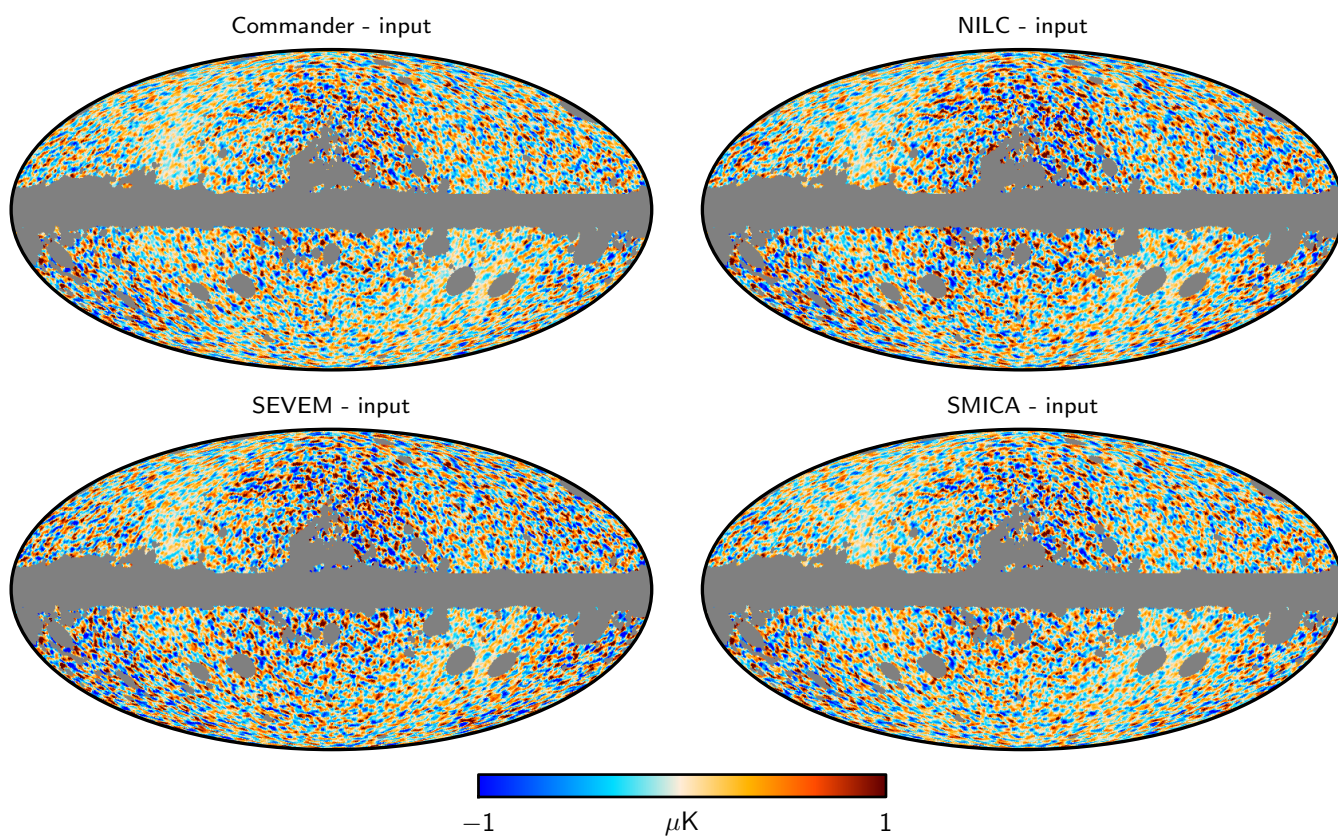 Commander - input
NILC - input
SEVEM - input
SMICA - input
−1 μK 1